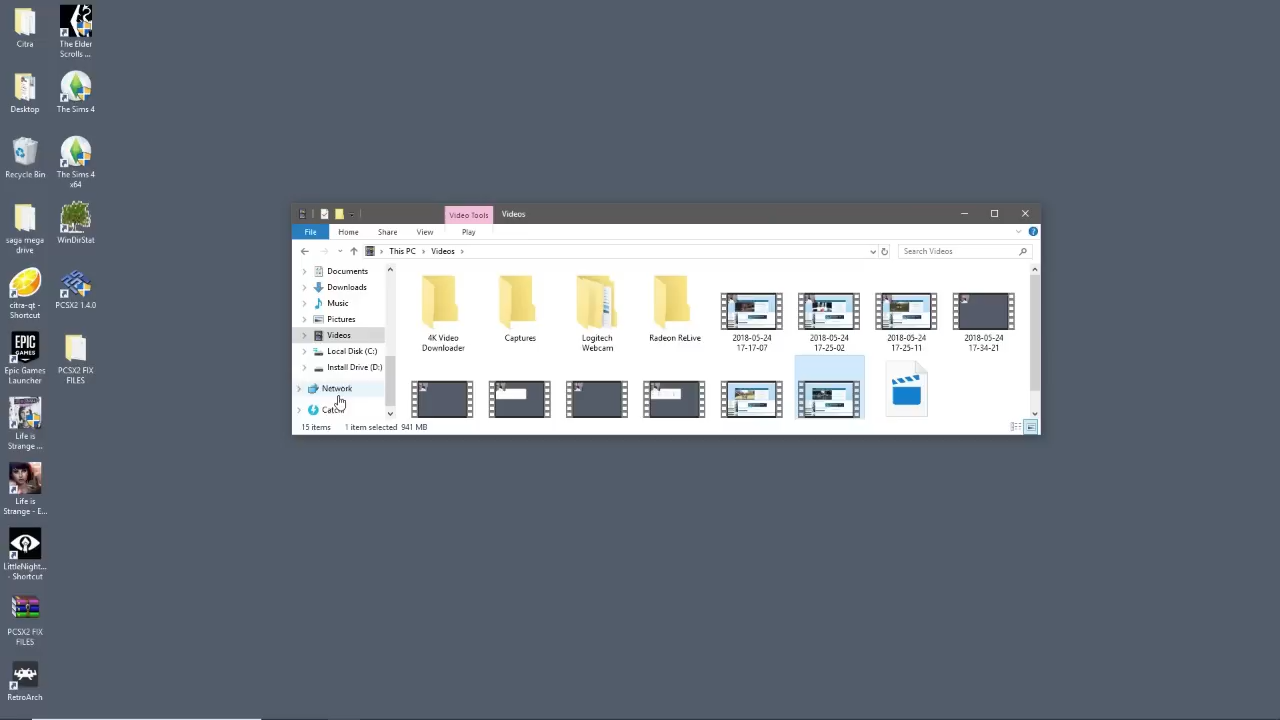 Citra
The Elder
Scrolls ...
Desktop
The Sims 4
Recycle Bin
The Sims 4
x64
saga mega
drive
WinDirStat
citra-qt -
Shortcut
PCSX2 1.4.0
EPIC
GAMES
Epic Games
Launcher
PCSX2 FIX
FILES
Life is
Strange ...
Life is
Strange - E...
LittleNight...
- Shortcut
PCSX2 FIX
FILES
RetroArch
Video Tools
Videos
File
Home
Share
View
Play
This PC
Videos
Search Videos
Documents
Downloads
Music
Pictures
Videos
Local Disk (C:)
Install Drive (D:)
Network
4K Video
Downloader
Captures
Logitech
Webcam
Radeon ReLive
2018-05-24
17-17-07
2018-05-24
17-25-02
2018-05-24
17-25-11
2018-05-24
17-34-21
15 items
1 item selected 941 MB